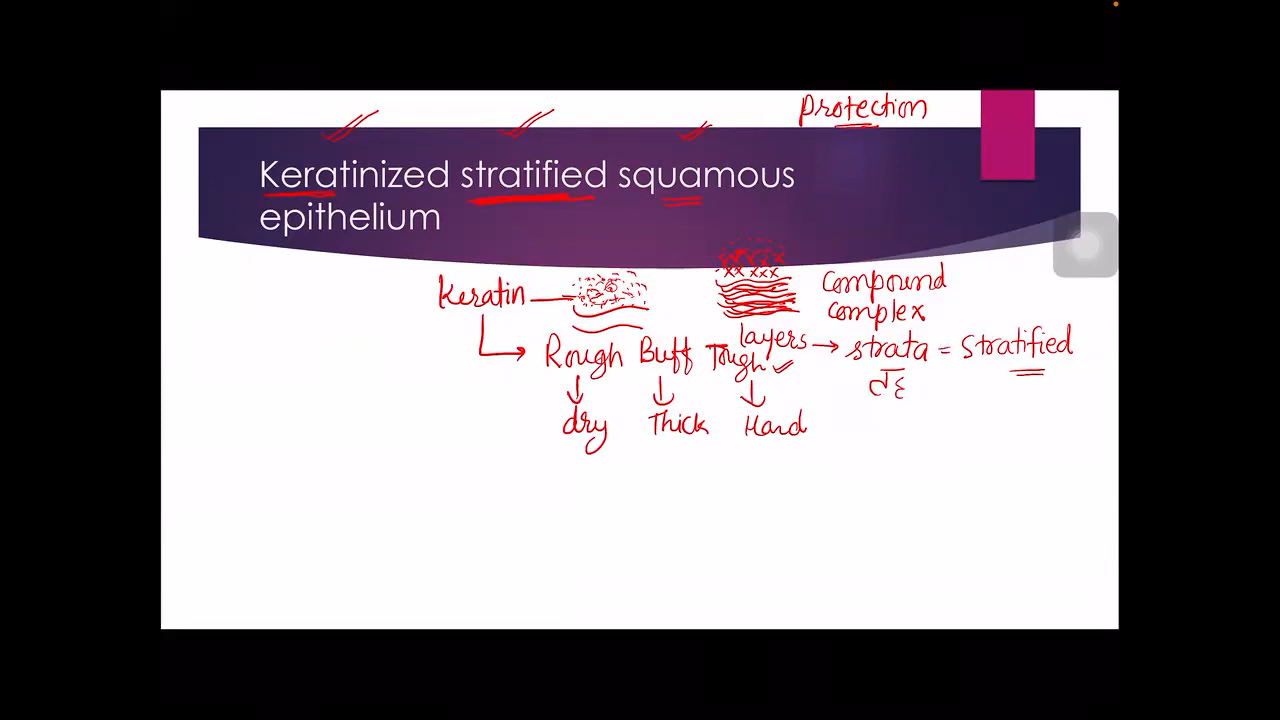 Protection
Keratinized stratified squamous
epithelium
Keratin
Compound
complex
layers → strata = Stratified
Rough Buff Tough
dry Thick Hard